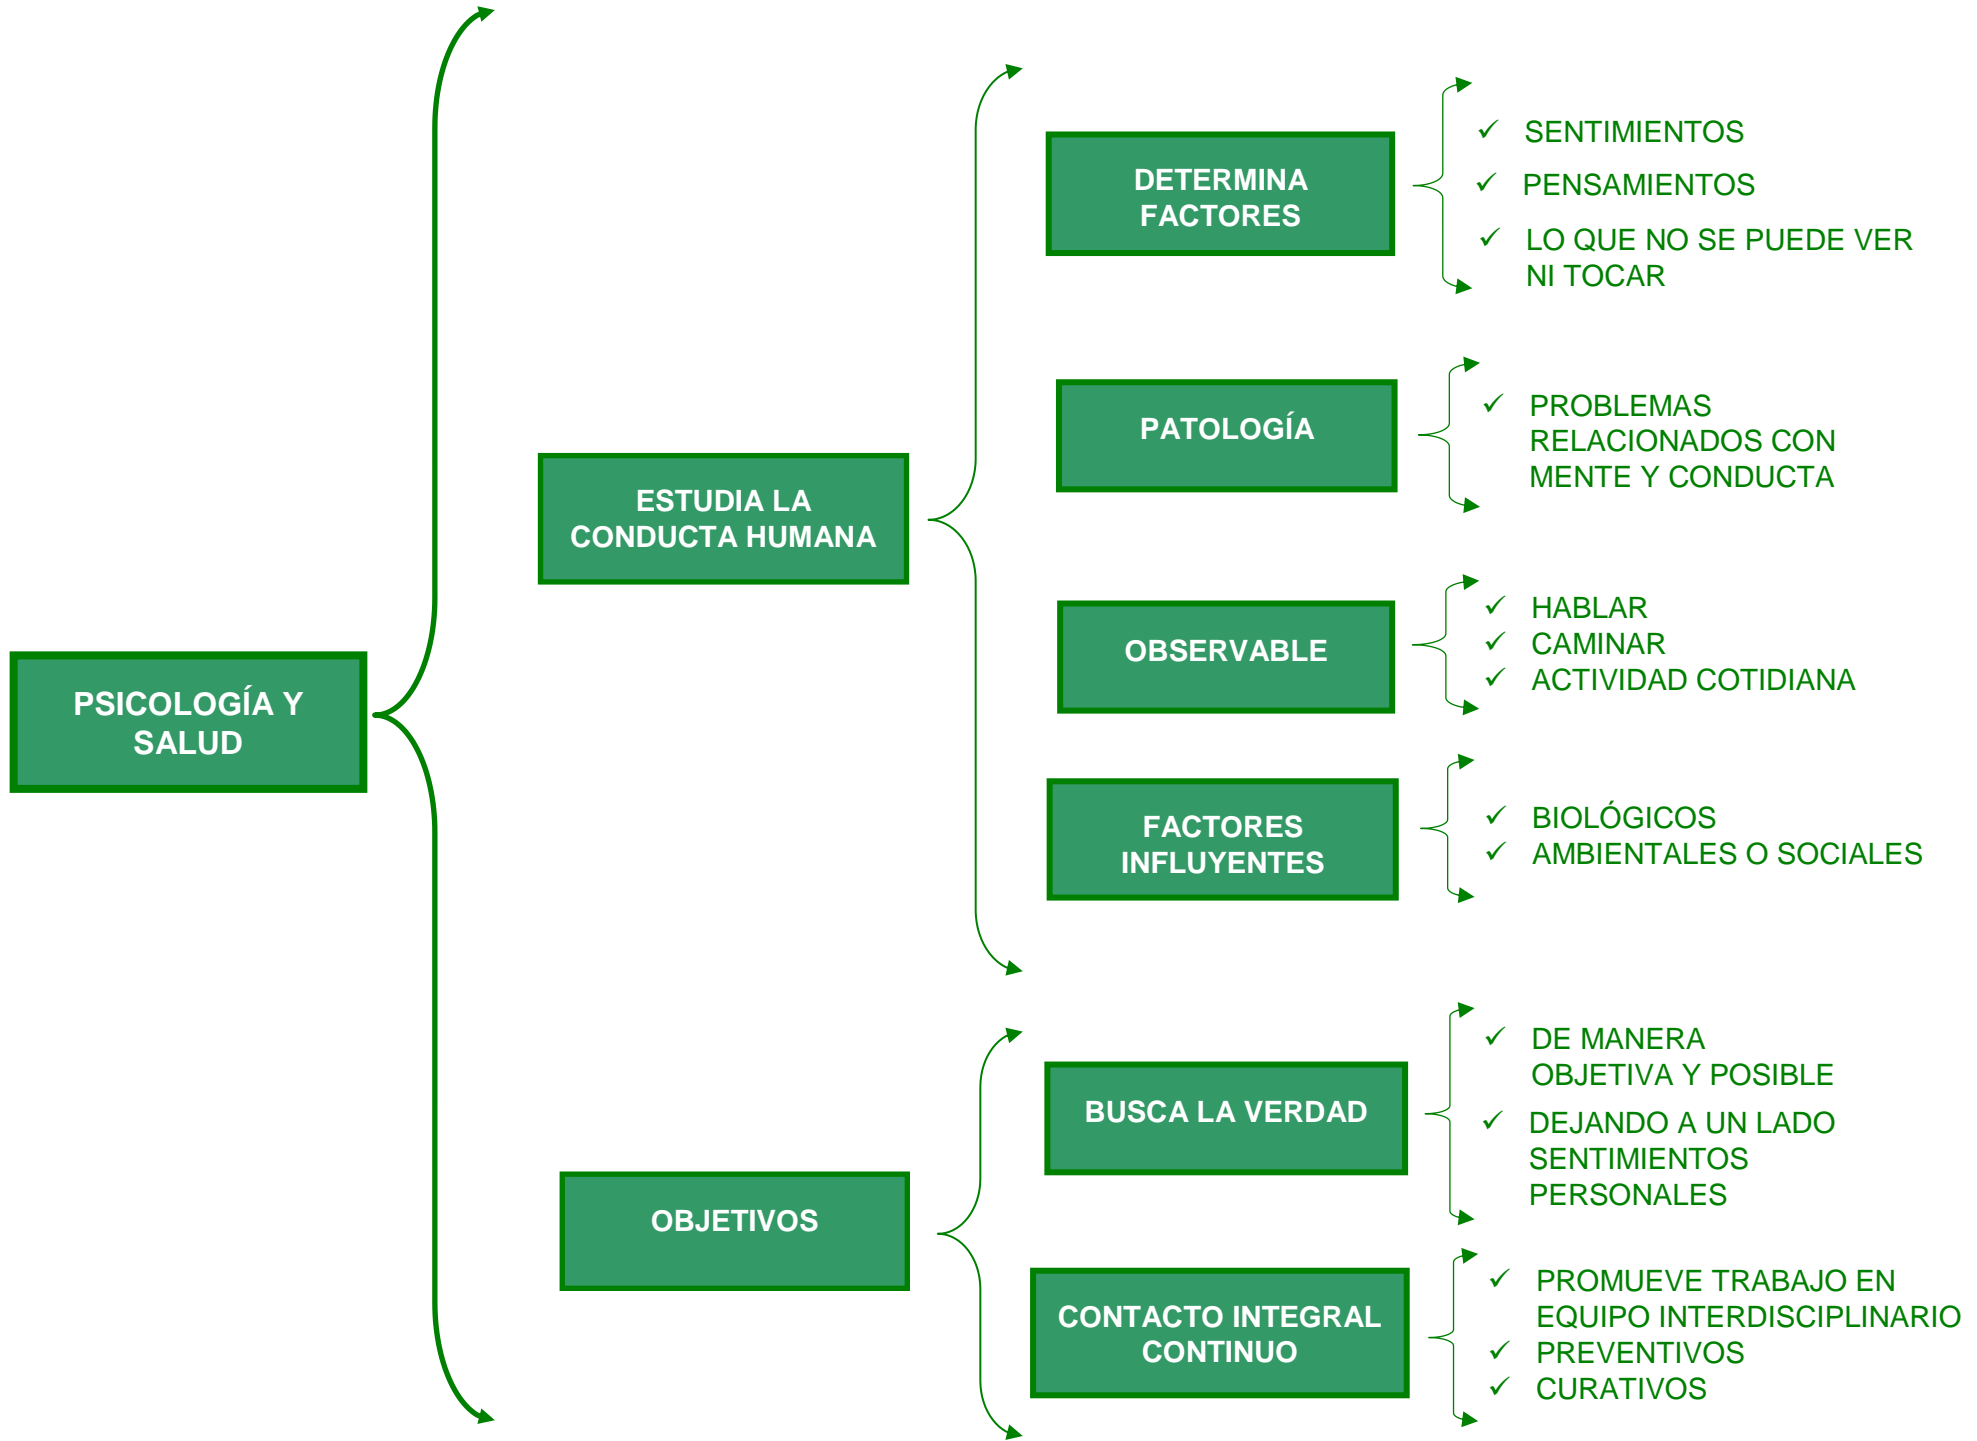 PSICOLOGÍA Y
SALUD
ESTUDIA LA
CONDUCTA HUMANA
DETERMINA
FACTORES
SENTIMIENTOS
PENSAMIENTOS
LO QUE NO SE PUEDE VER
NI TOCAR
PATOLOGÍA
PROBLEMAS
RELACIONADOS CON
MENTE Y CONDUCTA
OBSERVABLE
HABLAR
CAMINAR
ACTIVIDAD COTIDIANA
FACTORES
INFLUYENTES
BIOLÓGICOS
AMBIENTALES O SOCIALES
OBJETIVOS
BUSCA LA VERDAD
DE MANERA
OBJETIVA Y POSIBLE
DEJANDO A UN LADO
SENTIMIENTOS
PERSONALES
CONTACTO INTEGRAL
CONTINUO
PROMUEVE TRABAJO EN
EQUIPO INTERDISCIPLINARIO
PREVENTIVOS
CURATIVOS